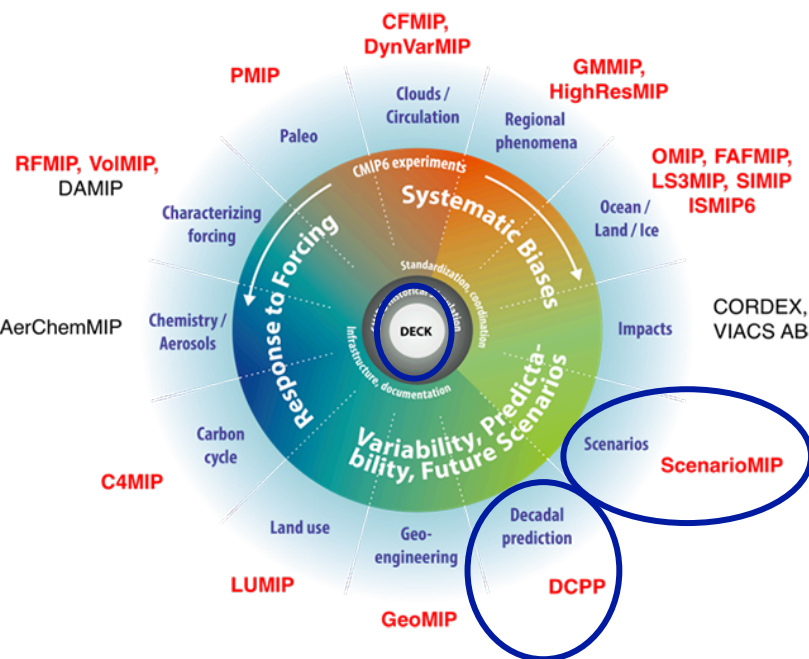 CFMIP,
DynVarMIP
PMIP
GMMIP,
HighResMIP
Clouds /
Circulation
Regional
phenomena
Paleo
RFMIP, VolMIP,
DAMIP
CMIP6 experiments
OMIP, FAFMIP,
LS3MIP, SIMIP
ISMIP6
Characterizing
forcing
Systematic Biases
Ocean /
Land / Ice
Response to Forcing
Standardization, coordination
AerChemMIP
Chemistry /
Aerosols
DECK
Impacts
CORDEX,
VIACS AB
Infrastructure, documentation
Variability, Predicta-
bility, Future Scenarios
Carbon
cycle
Scenarios
ScenarioMIP
C4MIP
Land use
Geo-
engineering
Decadal
prediction
LUMIP
GeoMIP
DCPP